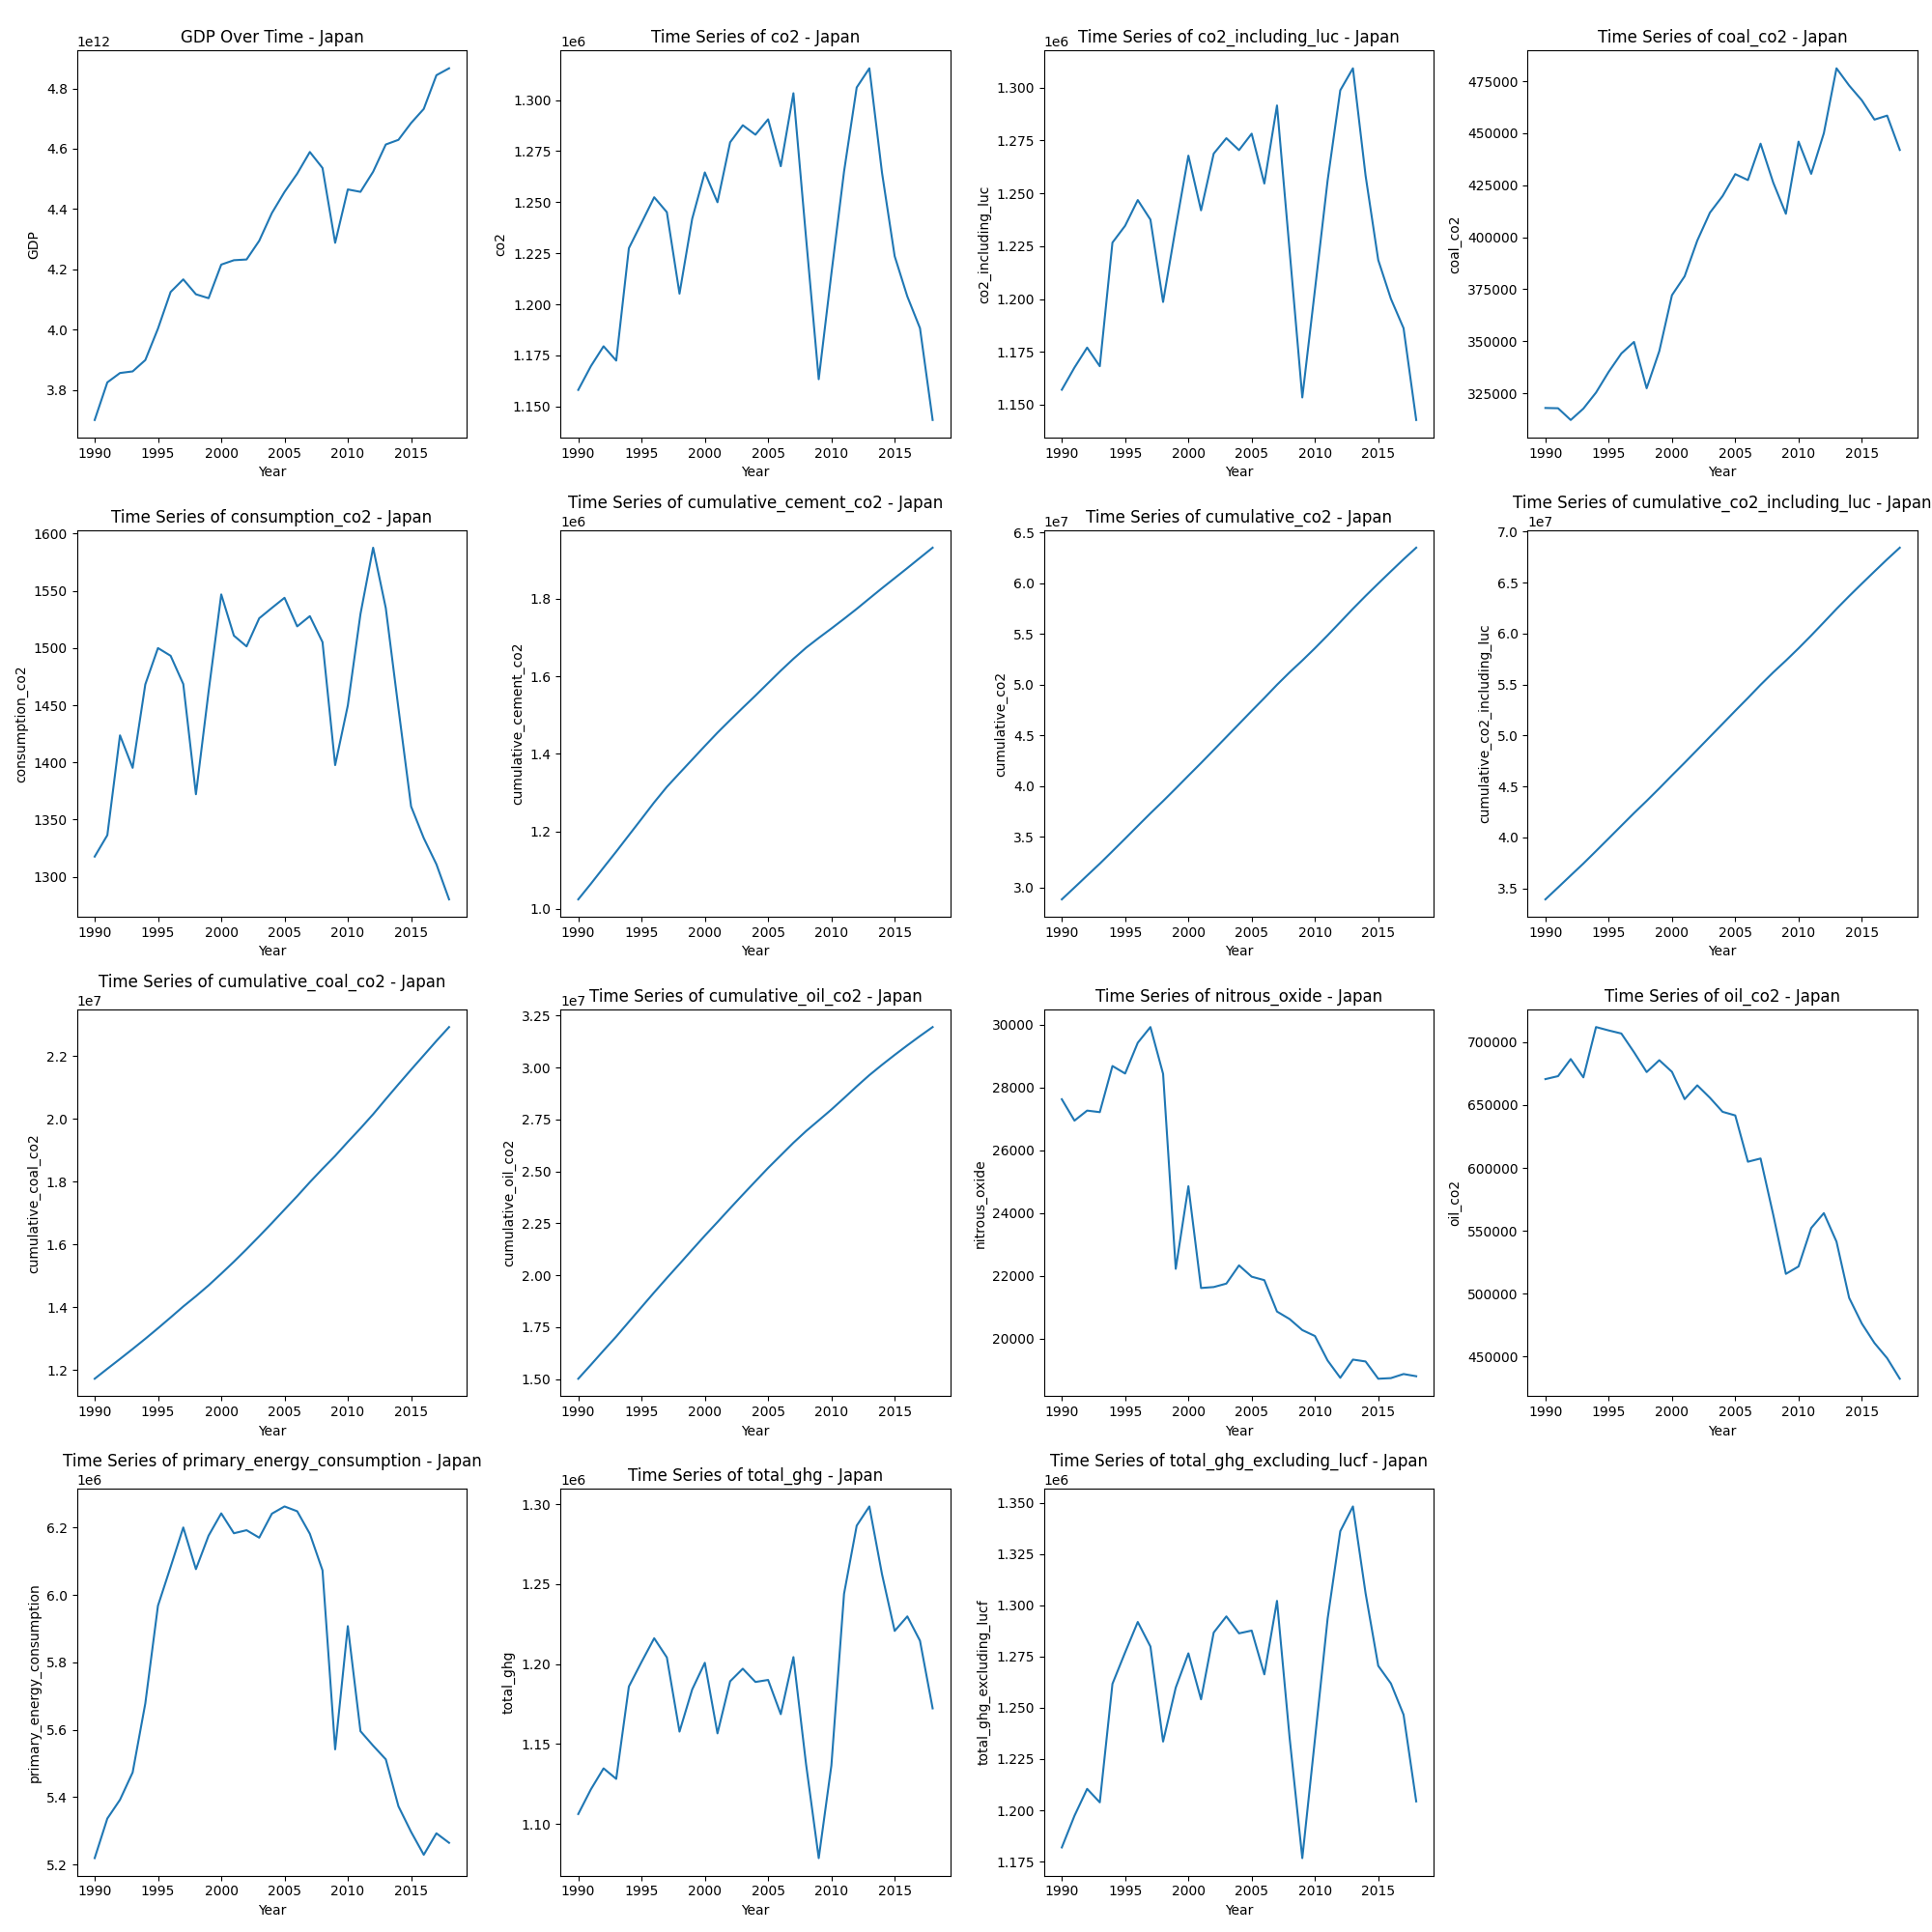 GDP Over Time - Japan
1e12
4.8
4.6
4.4
4.2
4.0
3.8
GDP
1990 1995 2000 2005 2010 2015
Year
Time Series of co2 - Japan
1e6
1.300
1.275
1.250
1.225
1.200
1.175
1.150
co2
1990 1995 2000 2005 2010 2015
Year
Time Series of co2_including_luc - Japan
1e6
1.300
1.275
1.250
1.225
1.200
1.175
1.150
co2_including_luc
1990 1995 2000 2005 2010 2015
Year
Time Series of coal_co2 - Japan
475000
450000
425000
400000
375000
350000
325000
coal_co2
1990 1995 2000 2005 2010 2015
Year
Time Series of consumption_co2 - Japan
1600
1550
1500
1450
1400
1350
1300
consumption_co2
1990 1995 2000 2005 2010 2015
Year
Time Series of cumulative_cement_co2 - Japan
1e6
1.8
1.6
1.4
1.2
1.0
cumulative_cement_co2
1990 1995 2000 2005 2010 2015
Year
Time Series of cumulative_co2 - Japan
1e7
6.5
6.0
5.5
5.0
4.5
4.0
3.5
3.0
cumulative_co2
1990 1995 2000 2005 2010 2015
Year
Time Series of cumulative_co2_including_luc - Japan
1e7
7.0
6.5
6.0
5.5
5.0
4.5
4.0
3.5
cumulative_co2_including_luc
1990 1995 2000 2005 2010 2015
Year
Time Series of cumulative_coal_co2 - Japan
1e7
2.2
2.0
1.8
1.6
1.4
1.2
cumulative_coal_co2
1990 1995 2000 2005 2010 2015
Year
Time Series of cumulative_oil_co2 - Japan
1e7
3.25
3.00
2.75
2.50
2.25
2.00
1.75
1.50
cumulative_oil_co2
1990 1995 2000 2005 2010 2015
Year
Time Series of nitrous_oxide - Japan
30000
28000
26000
24000
22000
20000
nitrous_oxide
1990 1995 2000 2005 2010 2015
Year
Time Series of oil_co2 - Japan
700000
650000
600000
550000
500000
450000
oil_co2
1990 1995 2000 2005 2010 2015
Year
Time Series of primary_energy_consumption - Japan
1e6
6.2
6.0
5.8
5.6
5.4
5.2
primary_energy_consumption
1990 1995 2000 2005 2010 2015
Year
Time Series of total_ghg - Japan
1e6
1.30
1.25
1.20
1.15
1.10
total_ghg
1990 1995 2000 2005 2010 2015
Year
Time Series of total_ghg_excluding_lucf - Japan
1e6
1.350
1.325
1.300
1.275
1.250
1.225
1.200
1.175
total_ghg_excluding_lucf
1990 1995 2000 2005 2010 2015
Year